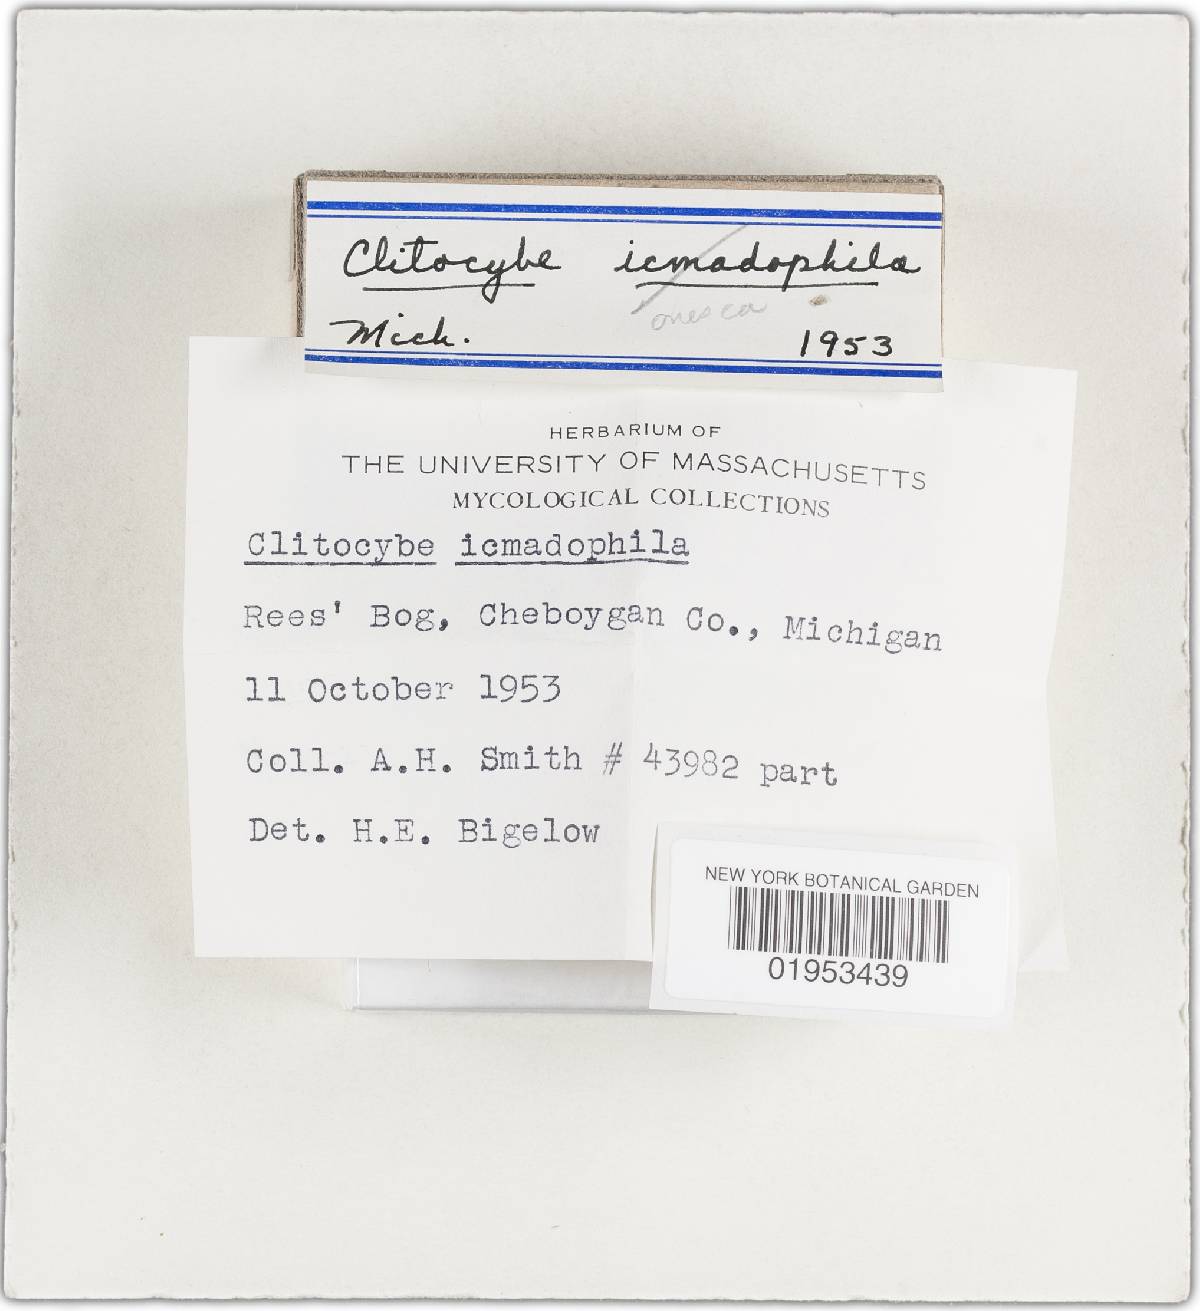 Clitocybe icmadophila
onesca
Mich. 1953
HERBARIUM OF
THE UNIVERSITY OF MASSACHUSETTS
MYCOLOGICAL COLLECTIONS
Clitocybe icmadophila
Rees' Bog, Cheboygan Co., Michigan
11 October 1953
Coll. A.H. Smith # 43982 part
Det. H.E. Bigelow
NEW YORK BOTANICAL GARDEN
01953439